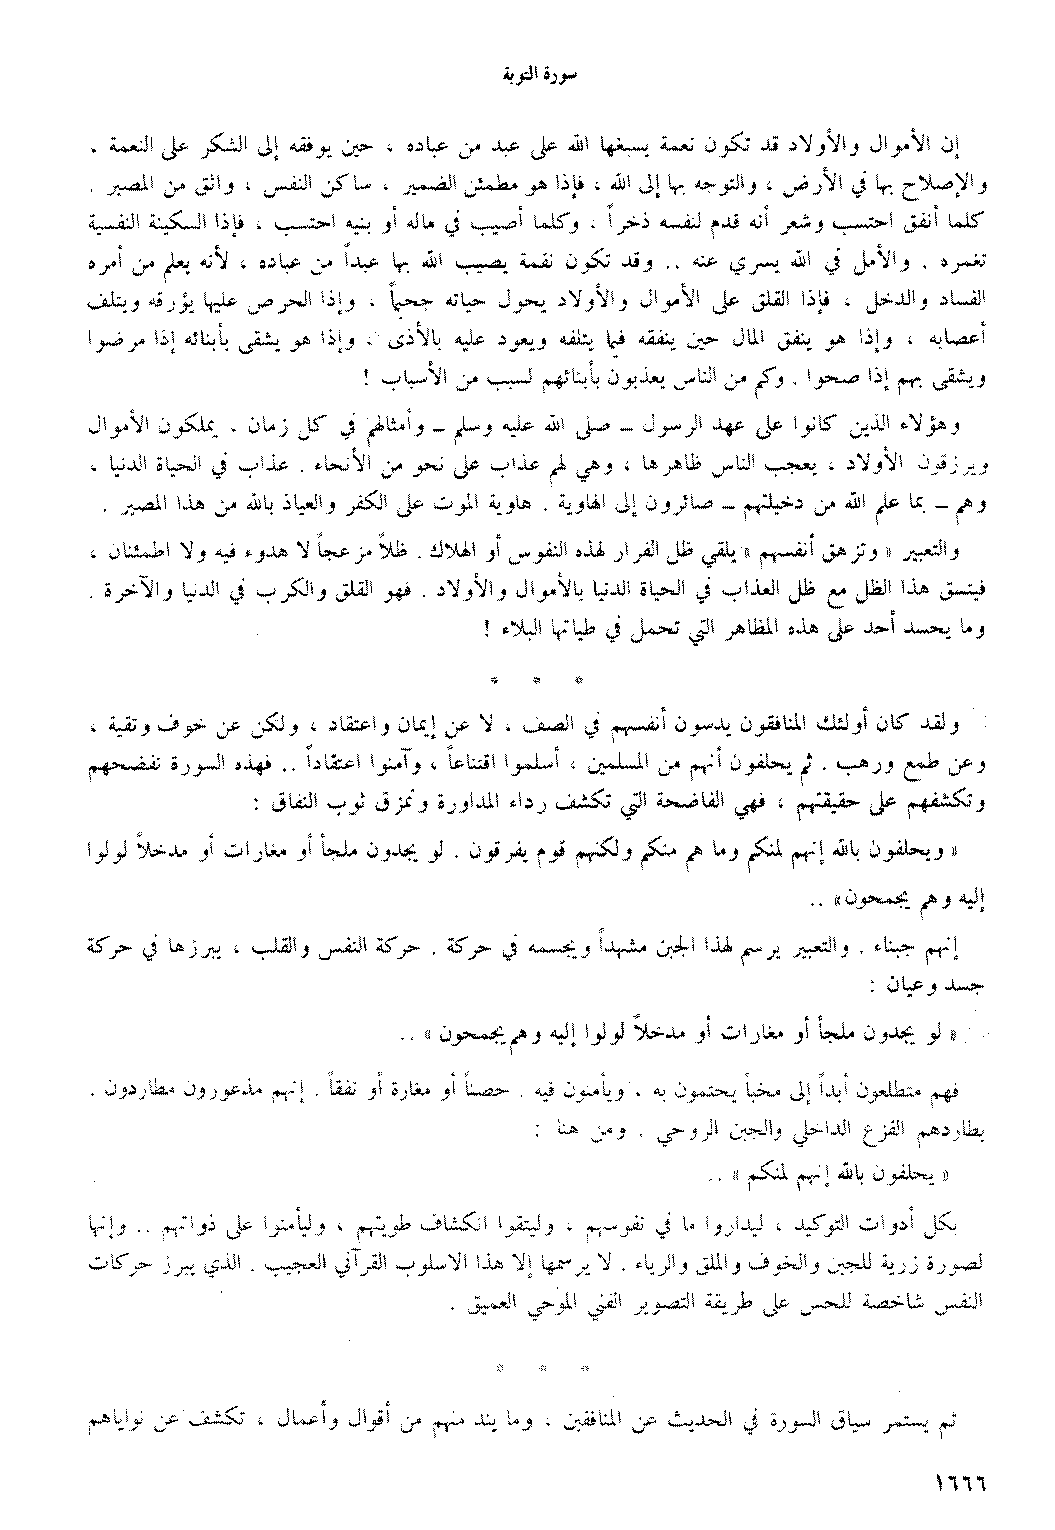 سورة التوبة
إن الأموال والأولاد قد تكون نعمة يسبغها الله على عبد من عباده ، حين يوفقه إلى الشكر على النعمة ،
والإصلاح بها في الأرض ، والتوجه بها إلى الله ، فإذا هو مطمئن الضمير ، ساكن النفس ، واثق من المصير .
كلما أنفق احتسب وشعر أنه قدم لنفسه ذخراً ، وكلما أصيب في ماله أو بنيه احتسب ، فإذا السكينة النفسية
تغمره . والأمل في الله يسري عنه .. وقد تكون نقمة يصيب الله بها عبداً من عباده ، لأنه يعلم من أمره
الفساد والدخل ، فإذا القلق على الأموال والأولاد يحول حياته جحيماً ، وإذا الحرص عليها يؤرقه ويتلف
أعصابه ، وإذا هو ينفق المال حين ينفقه فيما يتلفه ويعود عليه بالأذى ، وإذا هو يشقى بأبنائه إذا مرضوا
ويشقى بهم إذا صحوا . وكم من الناس يعذبون بأبنائهم لسبب من الأسباب !
وهؤلاء الذين كانوا على عهد الرسول – صلى الله عليه وسلم – وأمثالهم في كل زمان ، يملكون الأموال
ويرزقون الأولاد ، يعجب الناس ظاهرها ، وهي لهم عذاب على نحو من الأنحاء . عذاب في الحياة الدنيا ،
وهم – بما علم الله من دخيلتهم – صائرون إلى الهاوية . هاوية الموت على الكفر والعياذ بالله من هذا المصير .
والتعبير « وتزهق أنفسهم » يلقي ظل الفرار لهذه النفوس أو الهلاك . ظلاً مزعجاً لا هدوء فيه ولا اطمئنان ،
فيتسق هذا الظل مع ظل العذاب في الحياة الدنيا بالأموال والأولاد . فهو القلق والكرب في الدنيا والآخرة .
وما يحسد أحد على هذه المظاهر التي تحمل في طياتها البلاء !
* * *
ولقد كان أولئك المنافقون يدسون أنفسهم في الصف ، لا عن إيمان واعتقاد ، ولكن عن خوف وتقية ،
وعن طمع ورهب . ثم يحلفون أنهم من المسلمين ، أسلموا اقتناعاً ، وآمنوا اعتقاداً .. فهذه السورة تفضحهم
وتكشفهم على حقيقتهم ، فهي الفاضحة التي تكشف رداء المداورة وتمزق ثوب النفاق :
« ويحلفون بالله إنهم لمنكم وما هم منكم ولكنهم قوم يفرقون . لو يجدون ملجأ أو مغارات أو مدخلاً لولوا
إليه وهم يجمحون» ..
إنهم جبناء . والتعبير يرسم لهذا الجبن مشهداً ويجسمه في حركة . حركة النفس والقلب ، يبرزها في حركة
جسد وعيان :
« لو يجدون ملجأ أو مغارات أو مدخلاً لولوا إليه وهم يجمحون » ..
فهم متطلعون أبداً إلى مخبأ يحتمون به ، ويأمنون فيه . حصناً أو مغارة أو نفقاً . إنهم مذعورون مطاردون .
يطاردهم الفزع الداخلي والجبن الروحي . ومن هنا :
« يحلفون بالله إنهم لمنكم » ..
بكل أدوات التوكيد ، ليداروا ما في نفوسهم ، وليتقوا انكشاف طويتهم ، وليأمنوا على ذواتهم .. وإنها
لصورة زرية للجبن والخوف والملق والرياء . لا يرسمها إلا هذا الاسلوب القرآني العجيب . الذي يبرز حركات
النفس شاخصة للحس على طريقة التصوير الفني الموحي العميق .
* * *
ثم يستمر سياق السورة في الحديث عن المنافقين ، وما يند منهم من أقوال وأعمال ، تكشف عن نواياهم
١٦٦٦